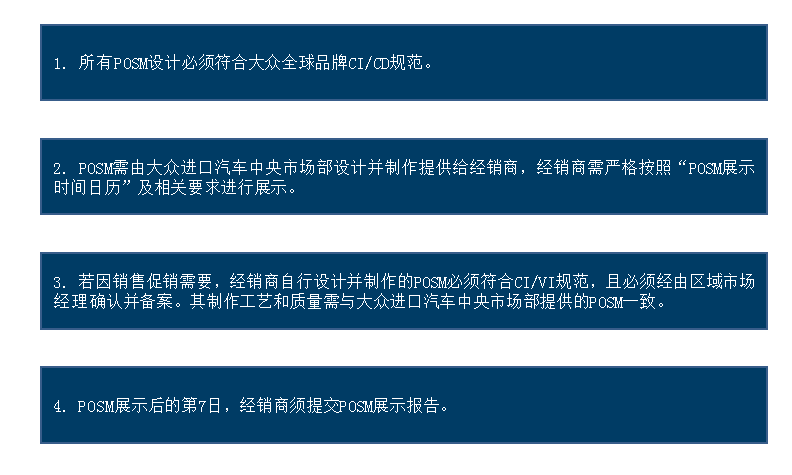 1. 所有POSM设计必须符合大众全球品牌CI/CD规范。
2. POSM需由大众进口汽车中央市场部设计并制作提供给经销商，经销商需严格按照“POSM展示
时间日历”及相关要求进行展示。
3. 若因销售促销需要，经销商自行设计并制作的POSM必须符合CI/VI规范，且必须经由区域市场
经理确认并备案。其制作工艺和质量需与大众进口汽车中央市场部提供的POSM一致。
4. POSM展示后的第7日，经销商须提交POSM展示报告。